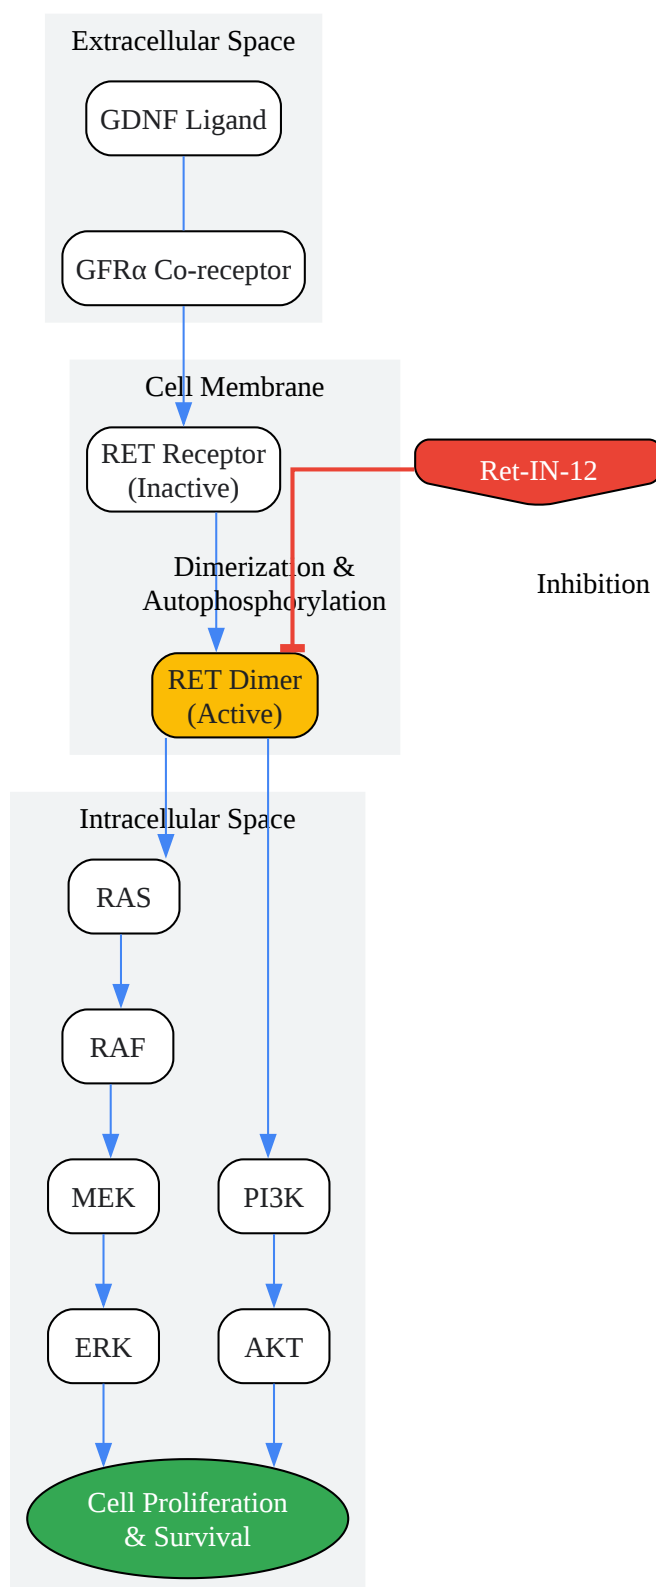 Extracellular Space
GDNF Ligand
GFRα Co-receptor
Cell Membrane
RET Receptor
(Inactive)
Ret-IN-12
Dimerization &
Autophosphorylation
Inhibition
RET Dimer
(Active)
Intracellular Space
RAS
RAF
MEK
PI3K
ERK
AKT
Cell Proliferation
& Survival